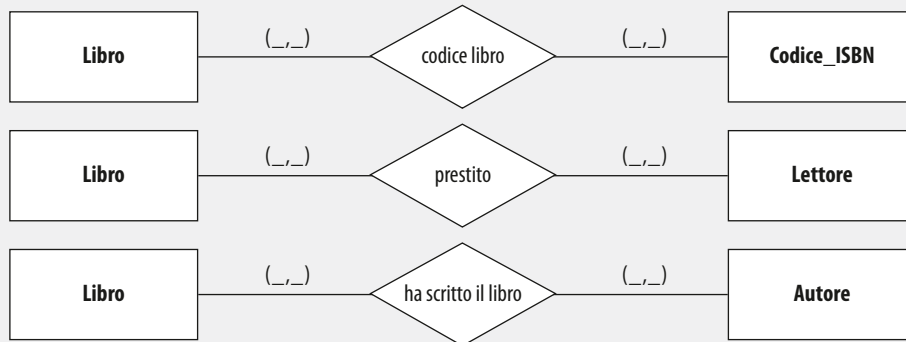 (_,_) (_,_)
Libro codice libro Codice_ISBN
(_,_) (_,_)
Libro prestito Lettore
(_,_) (_,_)
Libro ha scritto il libro Autore